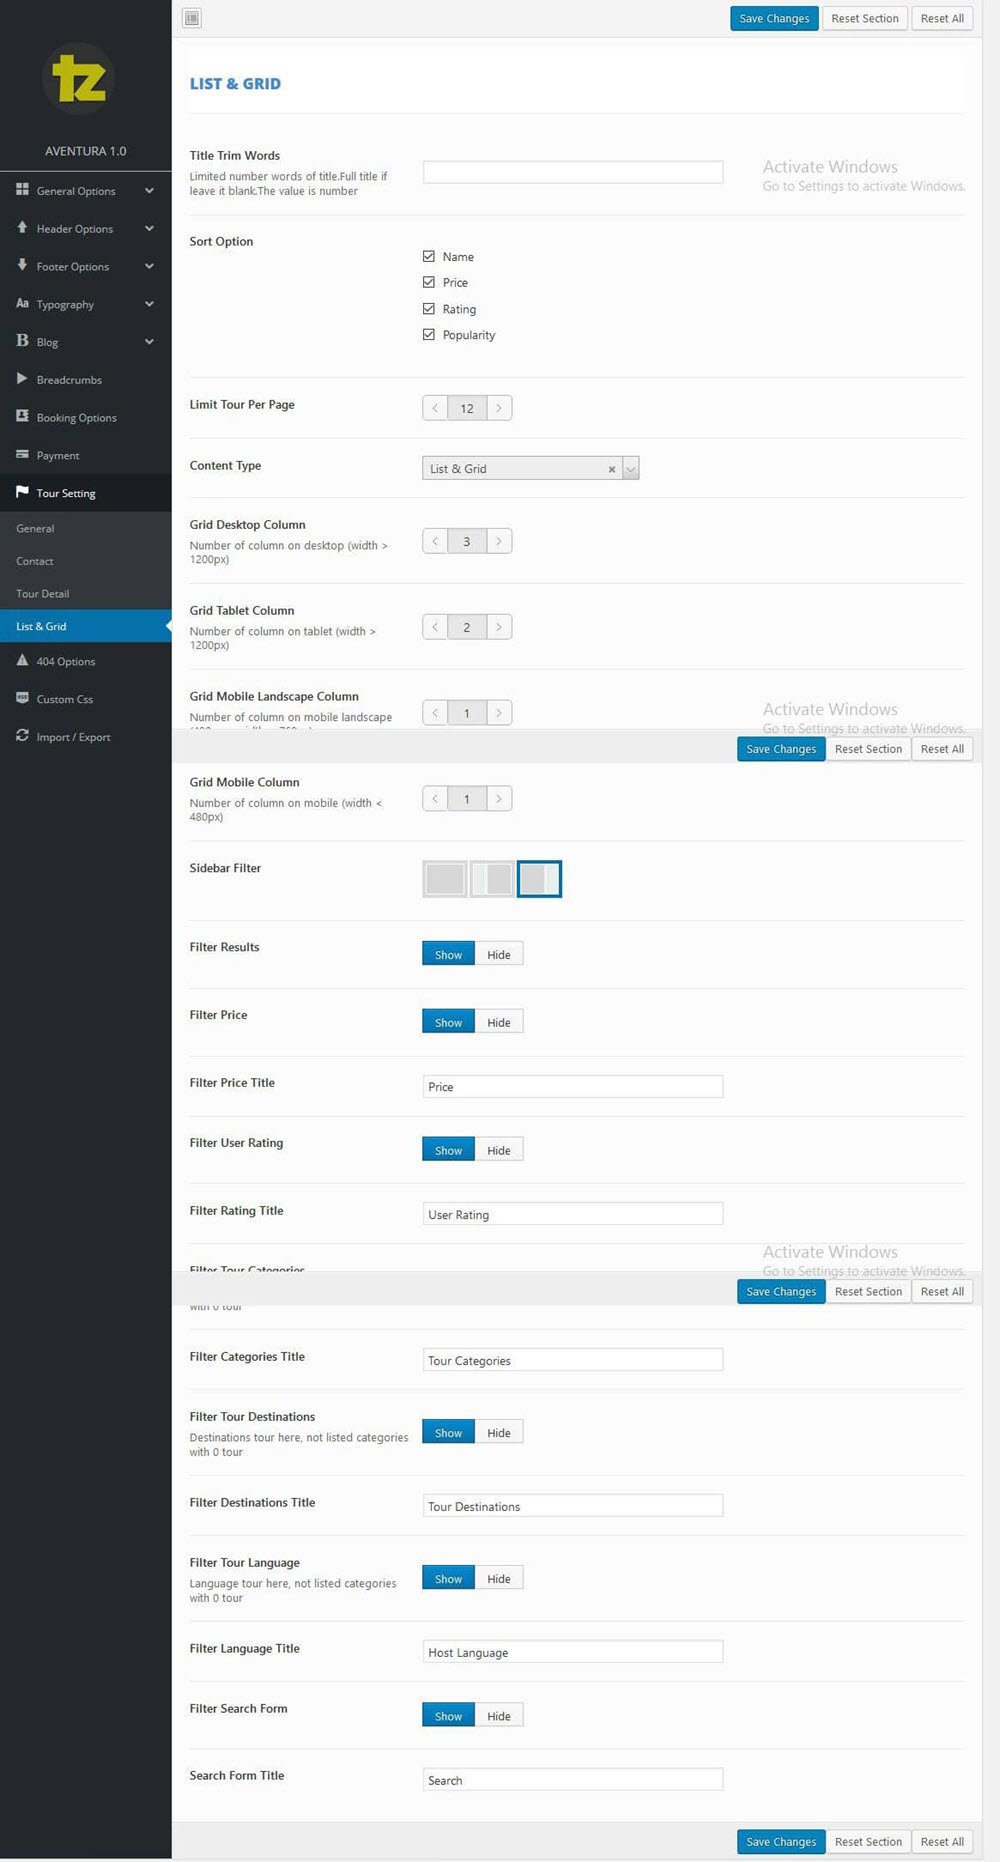 Save Changes Reset Section Reset All
tz
AVENTURA 1.0
General Options
Header Options
Footer Options
Aa Typography
B Blog
Breadcrumbs
Booking Options
Payment
Tour Setting
General
Contact
Tour Detail
List & Grid
404 Options
Custom Css
Import / Export
LIST & GRID
Title Trim Words
Limited number words of title.Full title if
leave it blank.The value is number
Activate Windows
Go to Settings to activate Windows.
Sort Option
Name
Price
Rating
Popularity
Limit Tour Per Page
12
Content Type
List & Grid
Grid Desktop Column
Number of column on desktop (width >
1200px)
3
Grid Tablet Column
Number of column on tablet (width >
1200px)
2
Grid Mobile Landscape Column
Number of column on mobile landscape
1
Activate Windows
Go to Settings to activate Windows.
Save Changes Reset Section Reset All
Grid Mobile Column
Number of column on mobile (width <
480px)
1
Sidebar Filter
Filter Results
Show Hide
Filter Price
Show Hide
Filter Price Title
Price
Filter User Rating
Show Hide
Filter Rating Title
User Rating
Filter Tour Categories
Activate Windows
Go to Settings to activate Windows.
Save Changes Reset Section Reset All
with 0 tour
Filter Categories Title
Tour Categories
Filter Tour Destinations
Destinations tour here, not listed categories
with 0 tour
Show Hide
Filter Destinations Title
Tour Destinations
Filter Tour Language
Language tour here, not listed categories
with 0 tour
Show Hide
Filter Language Title
Host Language
Filter Search Form
Show Hide
Search Form Title
Search
Save Changes Reset Section Reset All